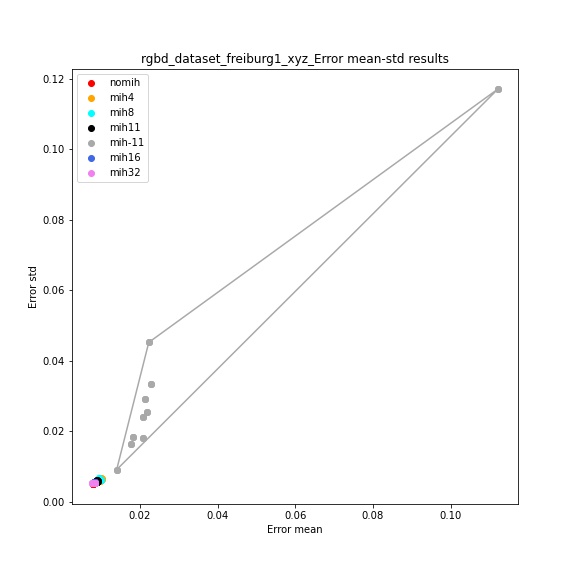 rgbd_dataset_freiburg1_xyz_Error mean-std results
nomih
mih4
mih8
mih11
mih-11
mih16
mih32
0.12
0.10
0.08
0.06
0.04
0.02
0.00
Error std
0.02
0.04
0.06
0.08
0.10
Error mean